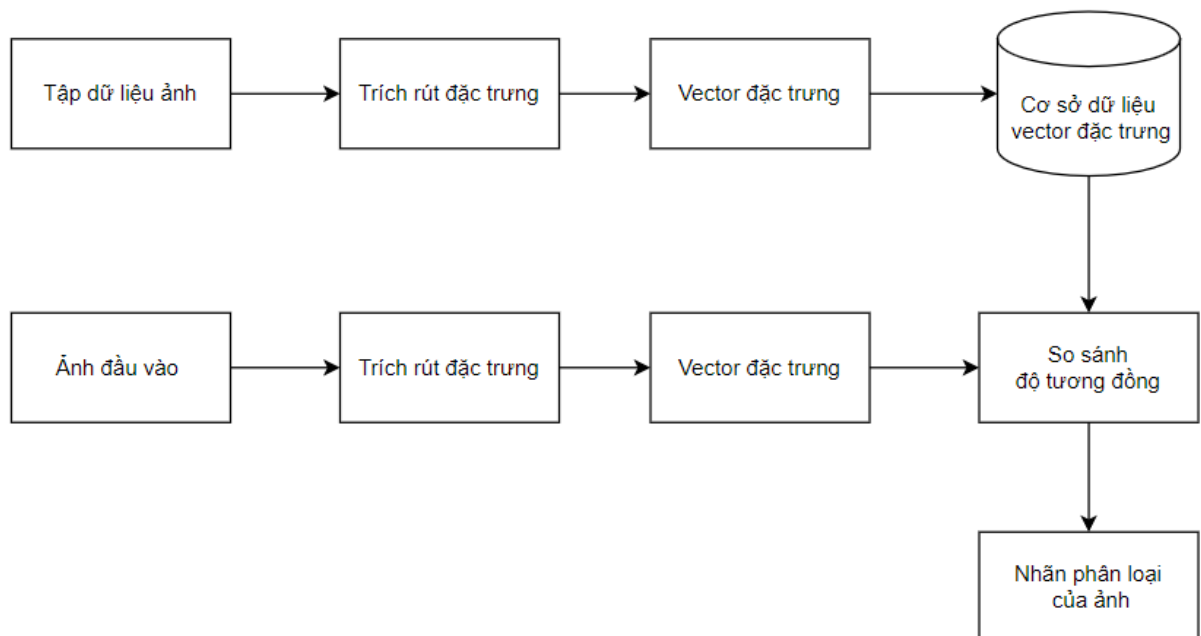 Tập dữ liệu ảnh
Trích rút đặc trưng
Vector đặc trưng
Cơ sở dữ liệu
vector đặc trưng
Ảnh đầu vào
Trích rút đặc trưng
Vector đặc trưng
So sánh
độ tương đồng
Nhãn phân loại
của ảnh